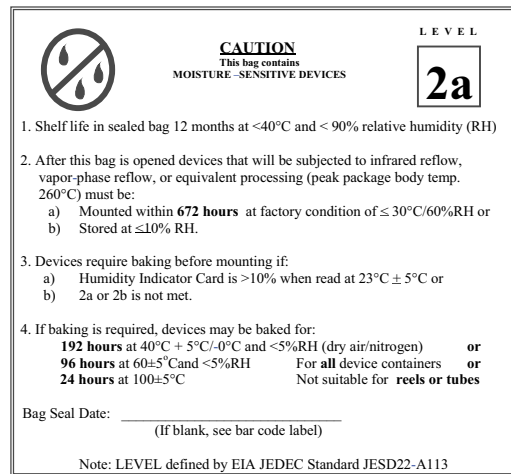 LEVEL
CAUTION
This bag contains
MOISTURE –SENSITIVE DEVICES
2a
1. Shelf life in sealed bag 12 months at <40°C and < 90% relative humidity (RH)
2. After this bag is opened devices that will be subjected to infrared reflow,
vapor-phase reflow, or equivalent processing (peak package body temp.
260°C) must be:
a) Mounted within 672 hours at factory condition of ≤ 30°C/60%RH or
b) Stored at ≤10% RH.
3. Devices require baking before mounting if:
a) Humidity Indicator Card is >10% when read at 23°C ± 5°C or
b) 2a or 2b is not met.
4. If baking is required, devices may be baked for:
192 hours at 40°C + 5°C/-0°C and <5%RH (dry air/nitrogen) or
96 hours at 60±5°Cand <5%RH For all device containers or
24 hours at 100±5°C Not suitable for reels or tubes
Bag Seal Date: ______________________________
(If blank, see bar code label)
Note: LEVEL defined by EIA JEDEC Standard JESD22-A113